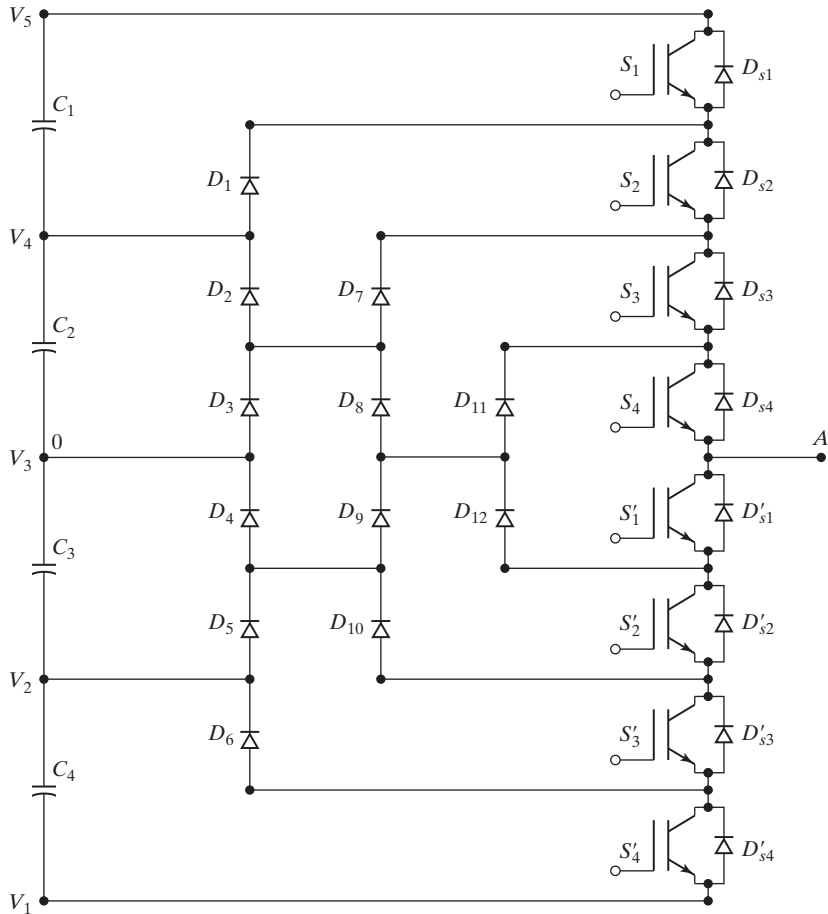 V5
S1
Ds1
C1
D1
S2
Ds2
V4
D2
D7
S3
Ds3
C2
D3
D8
D11
S4
Ds4
0
V3
A
D4
D9
D12
S′1
D′s1
C3
D5
D10
S′2
D′s2
V2
D6
S′3
D′s3
C4
S′4
D′s4
V1